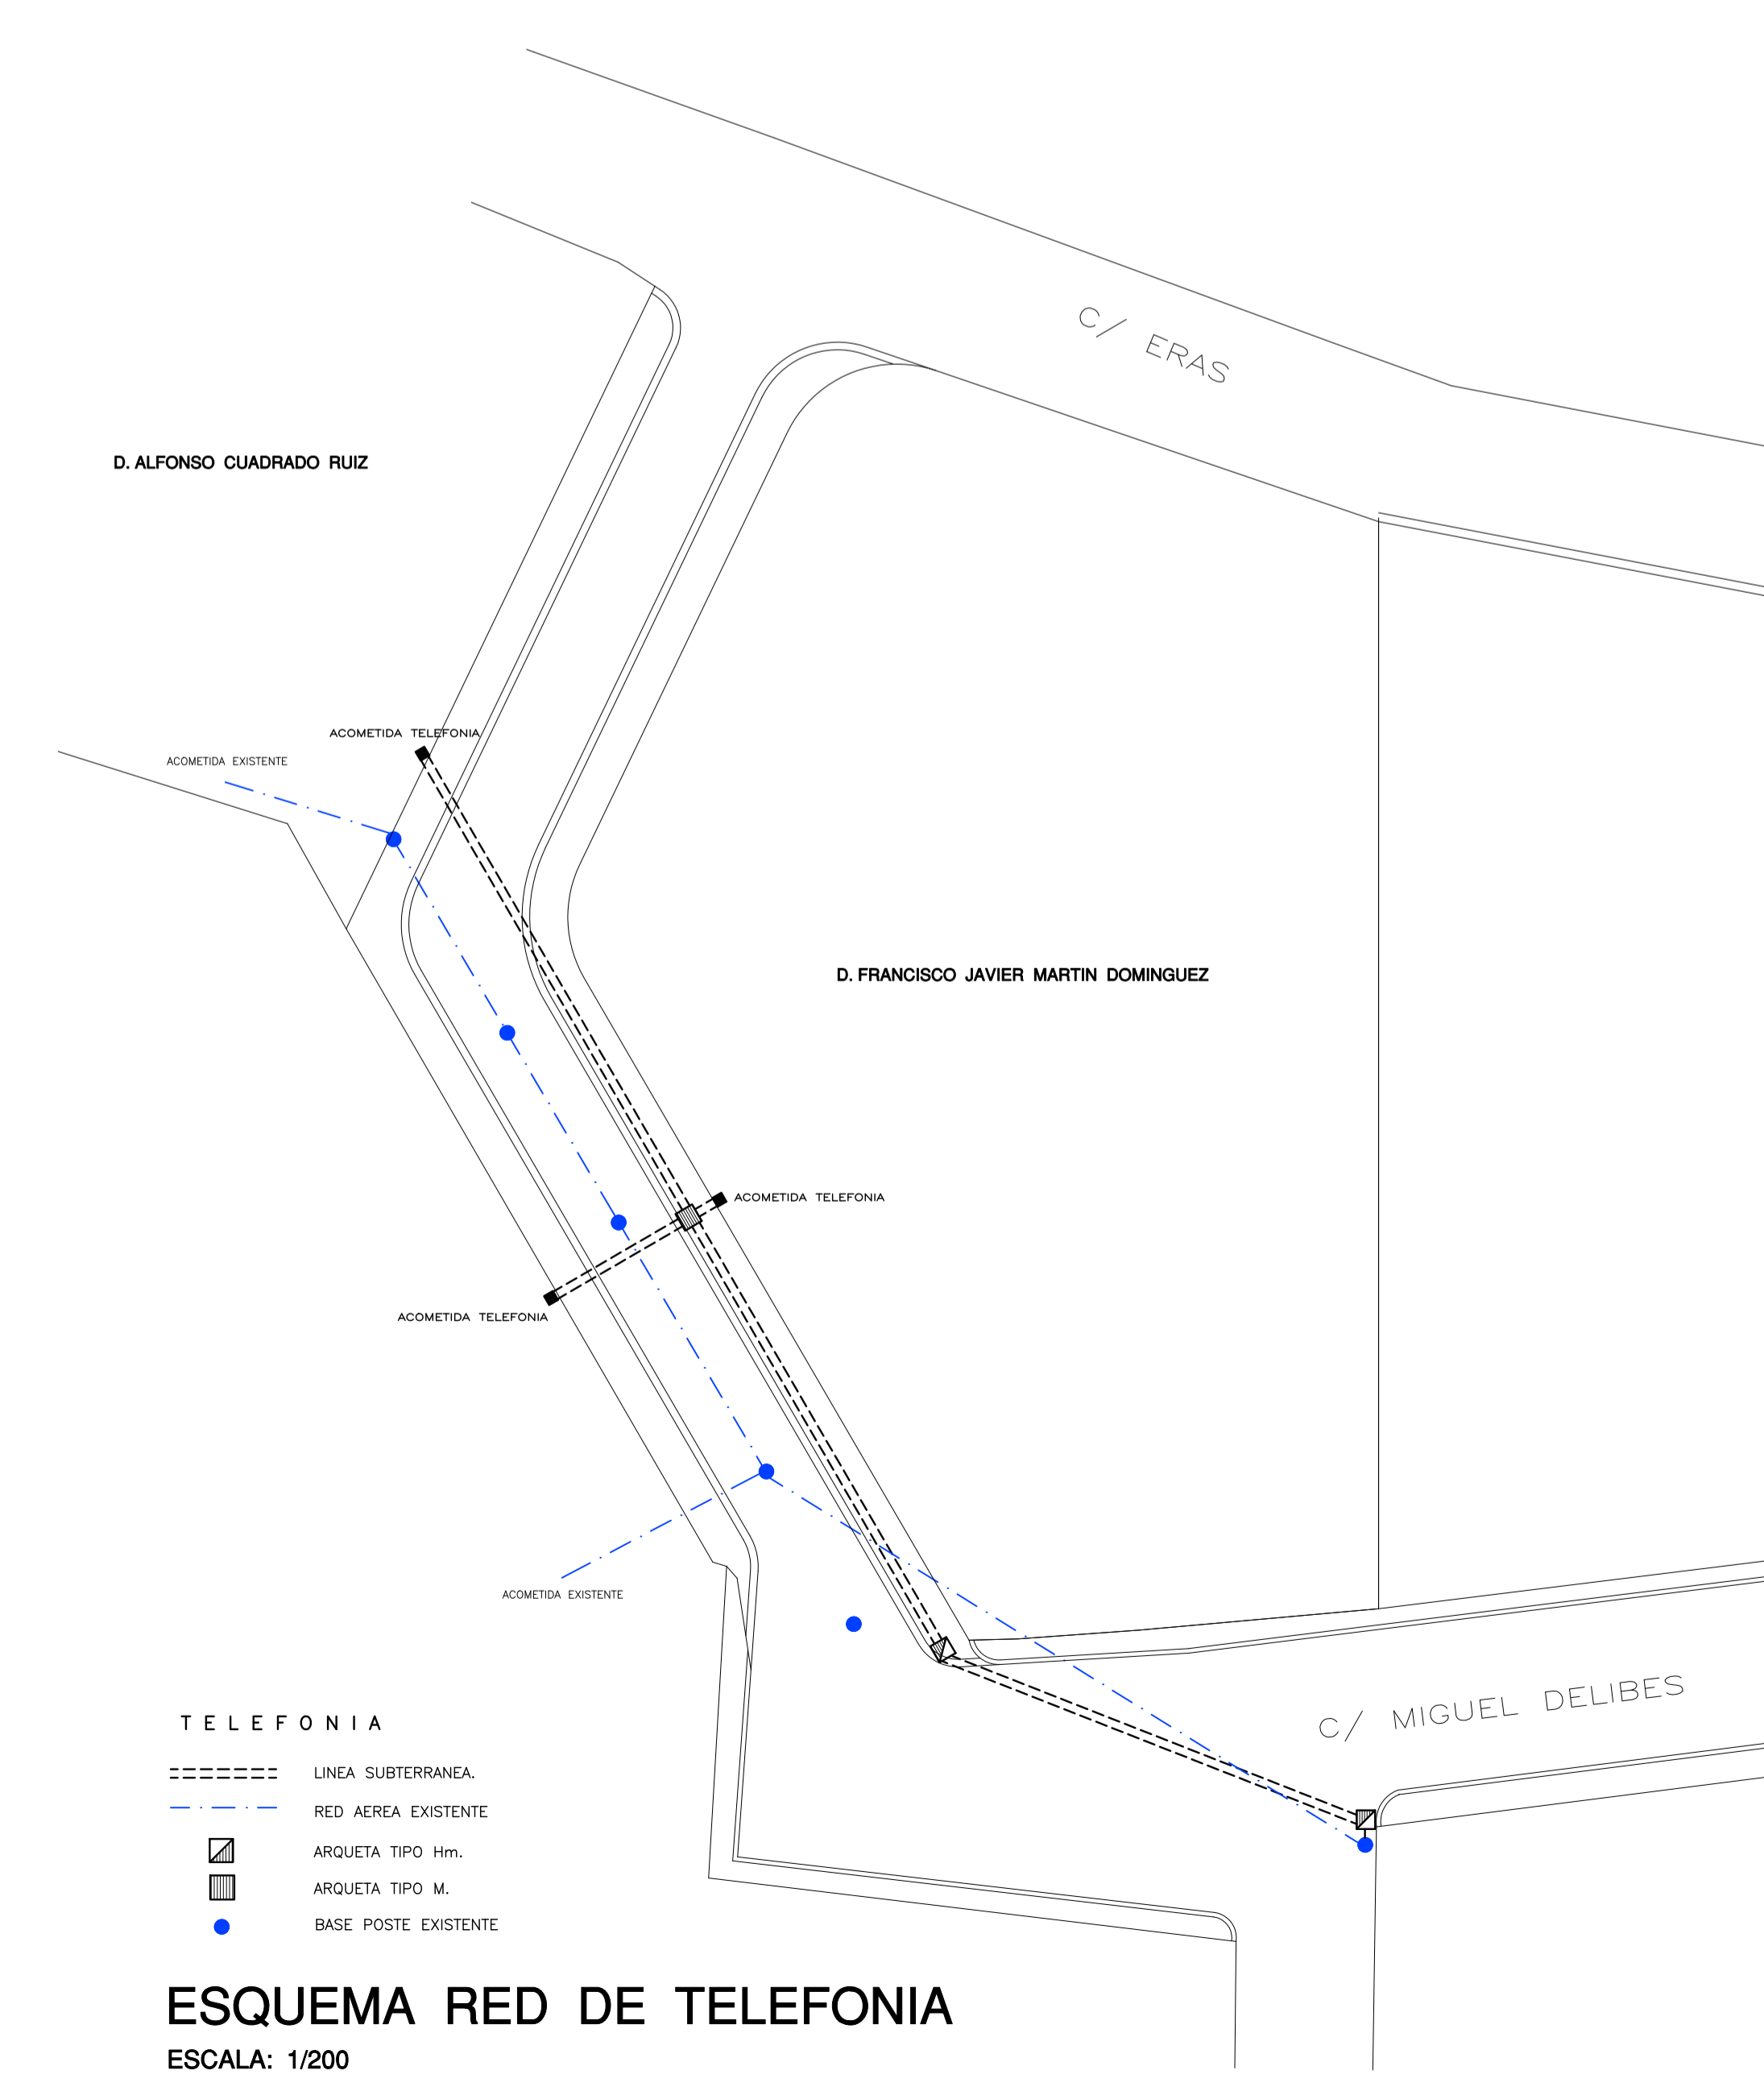 C/ ERAS
D. ALFONSO CUADRADO RUIZ
ACOMETIDA TELEFONIA
ACOMETIDA EXISTENTE
D. FRANCISCO JAVIER MARTIN DOMINGUEZ
ACOMETIDA TELEFONIA
ACOMETIDA TELEFONIA
ACOMETIDA EXISTENTE
C/ MIGUEL DELIBES
TELEFONIA
LINEA SUBTERRANEA.
RED AEREA EXISTENTE
ARQUETA TIPO Hm.
ARQUETA TIPO M.
BASE POSTE EXISTENTE
ESQUEMA RED DE TELEFONIA
ESCALA: 1/200